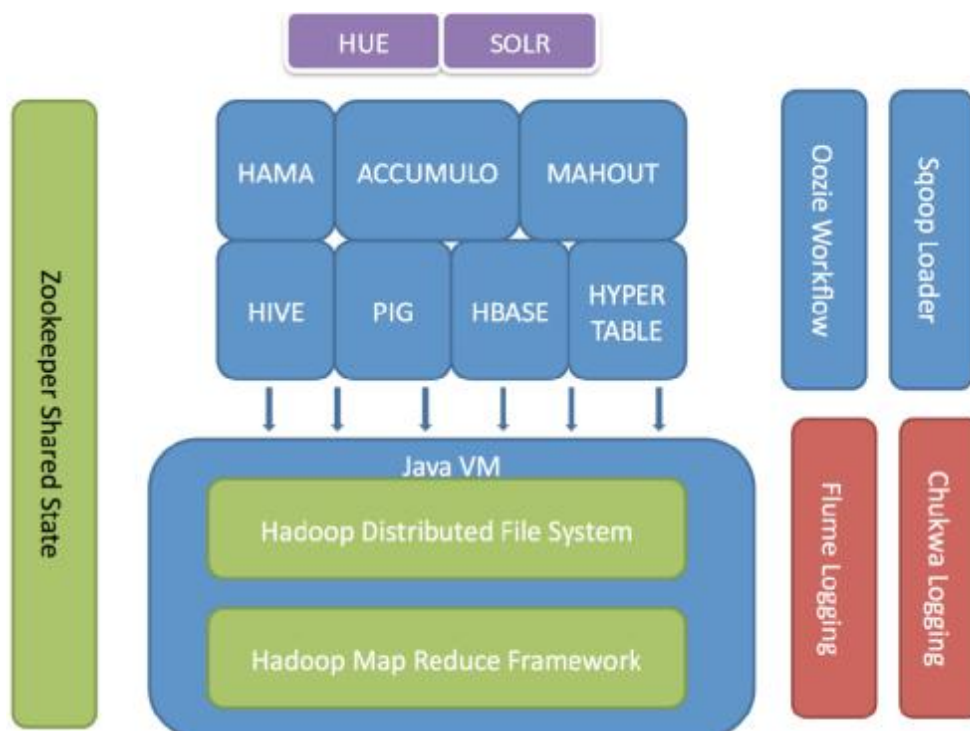 HUE
SOLR
Zookeeper Shared State
HAMA
ACCUMULO
MAHOUT
HIVE
PIG
HBASE
HYPER
TABLE
Java VM
Hadoop Distributed File System
Hadoop Map Reduce Framework
Oozie Workflow
Sqoop Loader
Flume Logging
Chukwa Logging